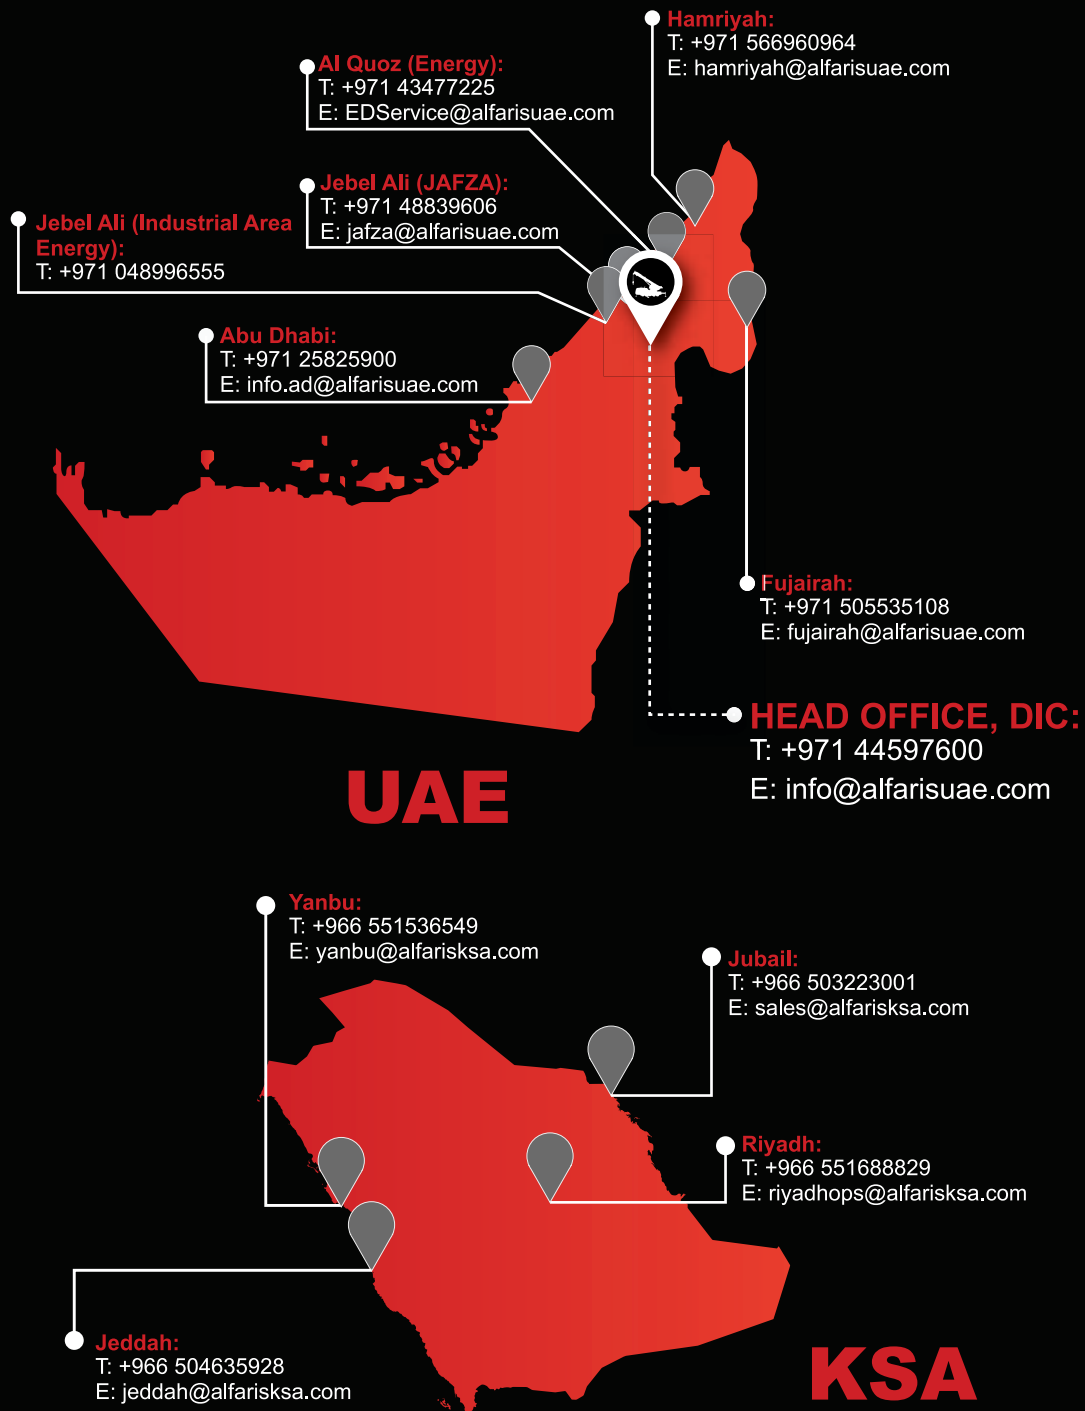 Hamriyah:
T: +971 566960964
E: hamriyah@alfarisuae.com
Al Quoz (Energy):
T: +971 43477225
E: EDService@alfarisuae.com
Jebel Ali (JAFZA):
T: +971 48839606
E: jafza@alfarisuae.com
Jebel Ali (Industrial Area
Energy):
T: +971 048996555
Abu Dhabi:
T: +971 25825900
E: info.ad@alfarisuae.com
Fujairah:
T: +971 505535108
E: fujairah@alfarisuae.com
HEAD OFFICE, DIC:
T: +971 44597600
E: info@alfarisuae.com
UAE
Yanbu:
T: +966 551536549
E: yanbu@alfarisksa.com
Jubail:
T: +966 503223001
E: sales@alfarisksa.com
Riyadh:
T: +966 551688829
E: riyadhops@alfarisksa.com
Jeddah:
T: +966 504635928
E: jeddah@alfarisksa.com
KSA